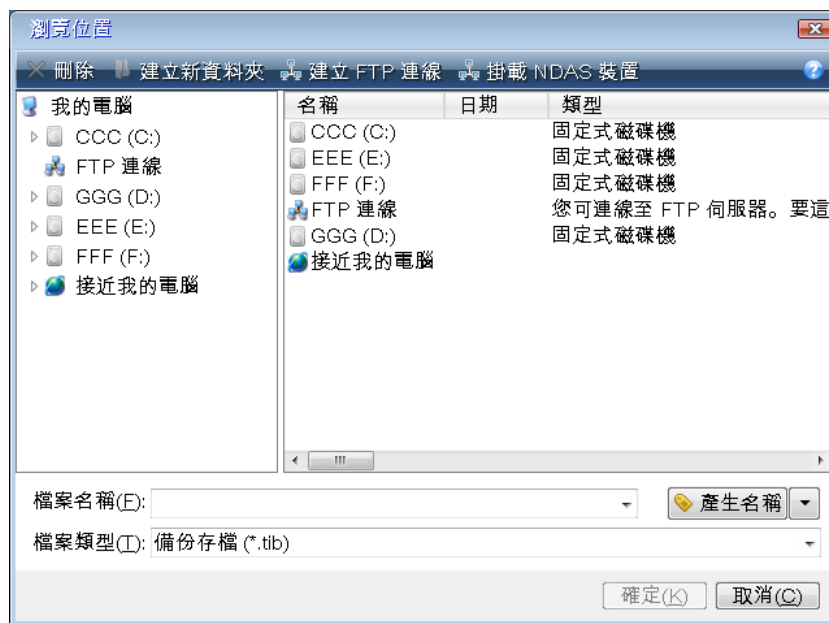 瀏覽位置
刪除 建立新資料夾 建立 FTP 連線 掛載 NDAS 裝置
我的電腦
CCC (C:)
FTP 連線
GGG (D:)
EEE (E:)
FFF (F:)
接近我的電腦
名稱 日期 類型
CCC (C:) 固定式磁碟機
EEE (E:) 固定式磁碟機
FFF (F:) 固定式磁碟機
FTP 連線 您可連線至 FTP 伺服器。要這
GGG (D:) 固定式磁碟機
接近我的電腦
檔案名稱(F): 產生名稱
檔案類型(T): 備份存檔 (*.tib)
確定(K) 取消(C)